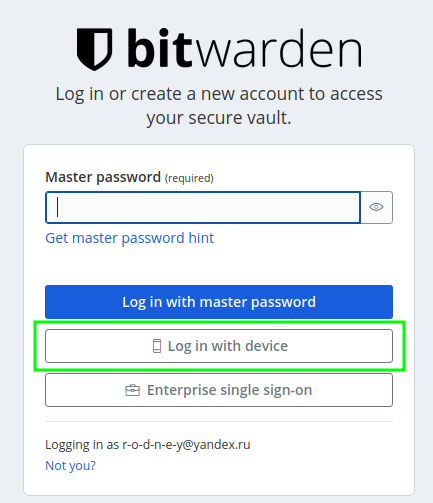 bitwarden
Log in or create a new account to access
your secure vault.
Master password (required)
Get master password hint
Log in with master password
Log in with device
Enterprise single sign-on
Logging in as r-o-d-n-e-y@yandex.ru
Not you?